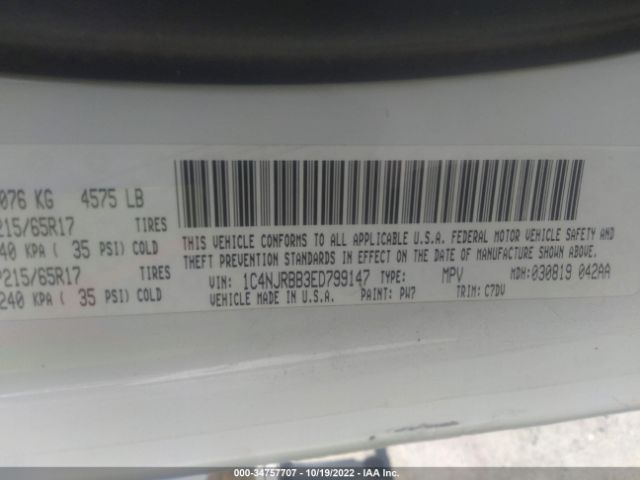 076 KG 4575 LB
215/65R17 TIRES
240 KPA ( 35 PSI) COLD
P215/65R17 TIRES
240 KPA ( 35 PSI) COLD
THIS VEHICLE CONFORMS TO ALL APPLICABLE U.S.A. FEDERAL MOTOR VEHICLE SAFETY AND
THEFT PREVENTION STANDARDS IN EFFECT ON THE DATE OF MANUFACTURE SHOWN ABOVE.
VIN: 1C4NJRBB3ED799147 TYPE: MPV MDH:030819 042AA
VEHICLE MADE IN U.S.A. PAINT: PW7 TRIM: C7DV
000-34757707 - 10/19/2022 - IAA Inc.